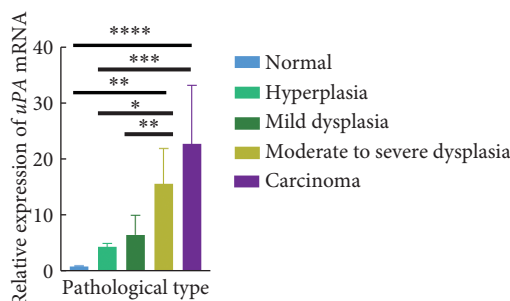 Relative expression of uPA mRNA
40
30
20
10
0
****
***
**
*
**
Pathological type
Normal
Hyperplasia
Mild dysplasia
Moderate to severe dysplasia
Carcinoma